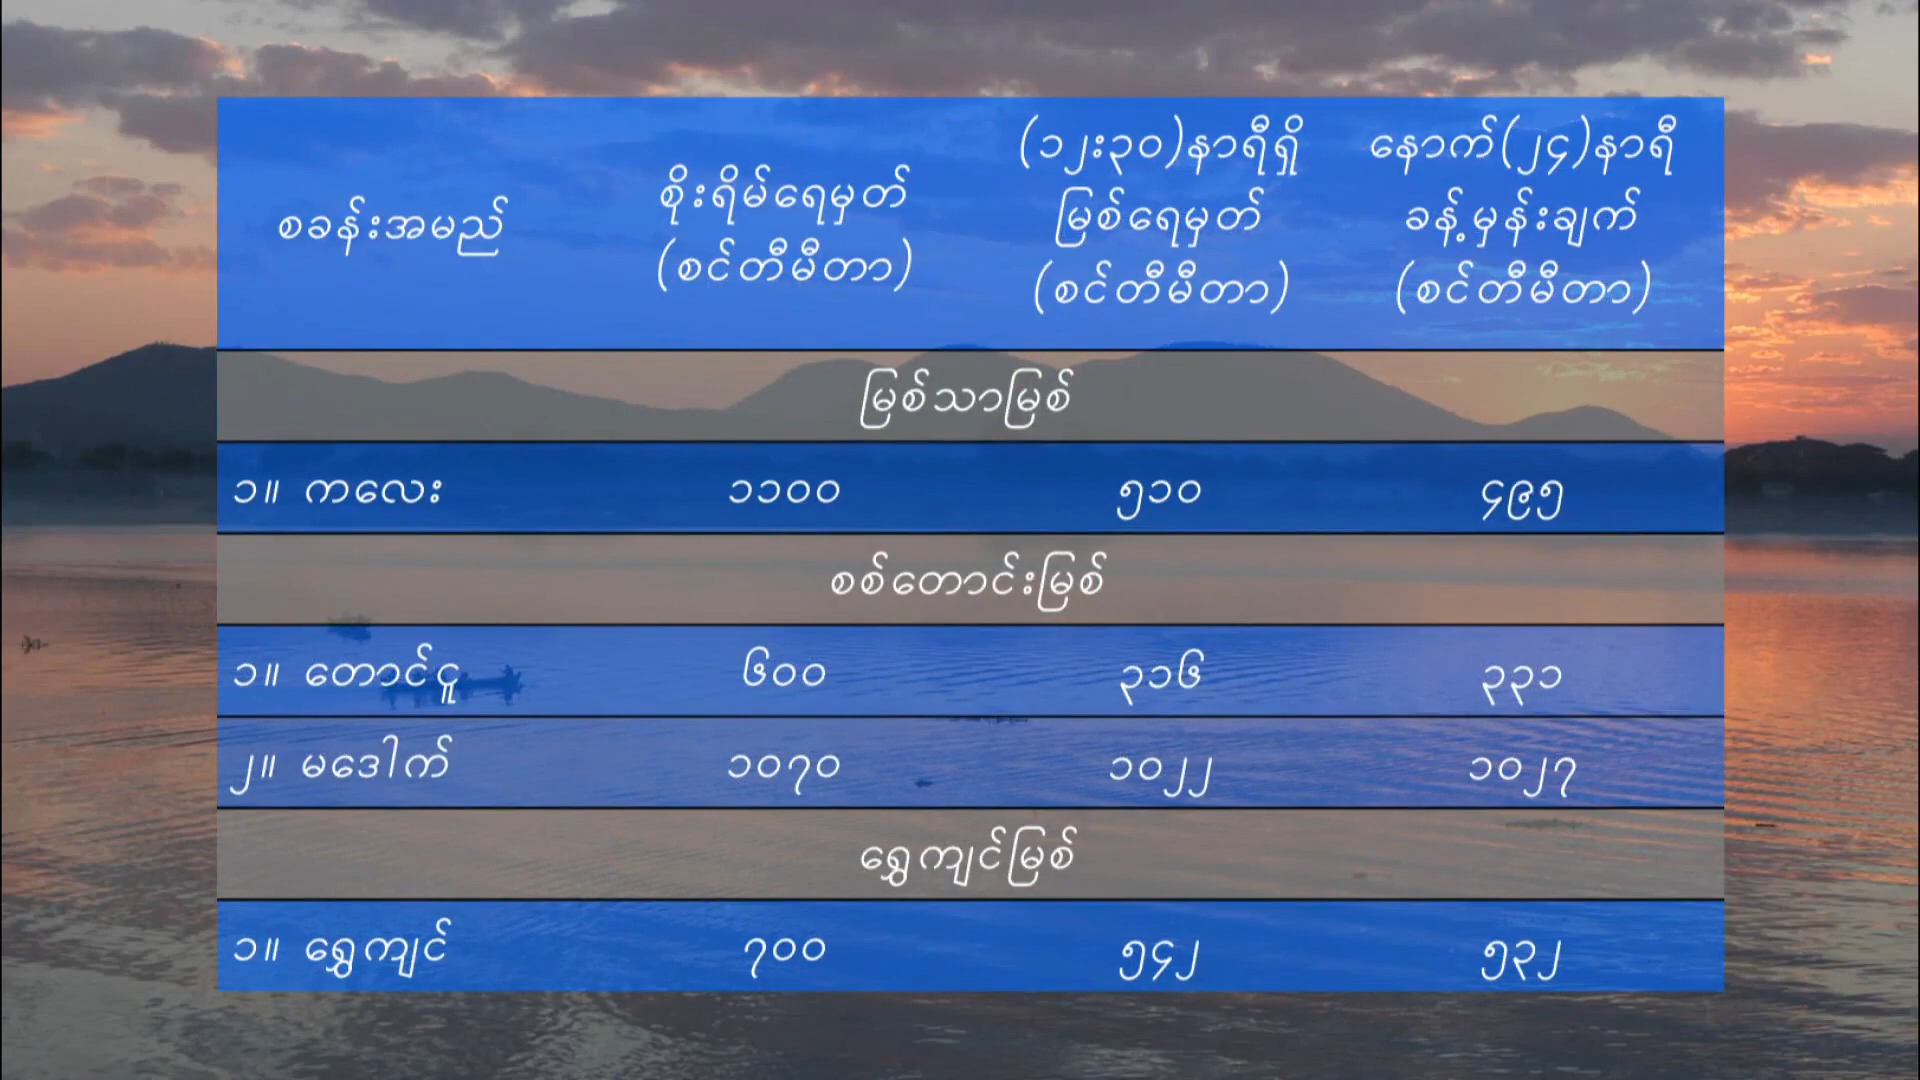 စခန်းအမည် စိုးရိမ်ရေမှတ် (စင်တီမီတာ) (၁၂း၃၀)နာရီရှိ မြစ်ရေမှတ် (စင်တီမီတာ) နောက်(၂၄)နာရီ ခန့်မှန်းချက် (စင်တီမီတာ)
မြစ်သာမြစ်
၁။ ကလေး ၁၁၀၀ ၅၁၀ ၄၉၅
စစ်တောင်းမြစ်
၁။ တောင်ငူ ၆၀၀ ၃၁၆ ၃၃၁
၂။ မဒေါက် ၁၀၇၀ ၁၀၂၂ ၁၀၂၇
ရွှေကျင်မြစ်
၁။ ရွှေကျင် ၇၀၀ ၅၄၂ ၅၃၂